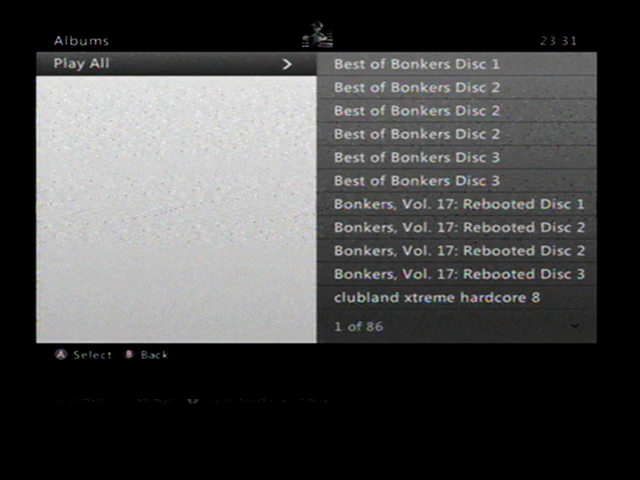 Albums
23:31
Play All
Best of Bonkers Disc 1
Best of Bonkers Disc 2
Best of Bonkers Disc 2
Best of Bonkers Disc 2
Best of Bonkers Disc 3
Best of Bonkers Disc 3
Bonkers, Vol. 17: Rebooted Disc 1
Bonkers, Vol. 17: Rebooted Disc 2
Bonkers, Vol. 17: Rebooted Disc 2
Bonkers, Vol. 17: Rebooted Disc 3
clubland xtreme hardcore 8
1 of 86
A Select B Back